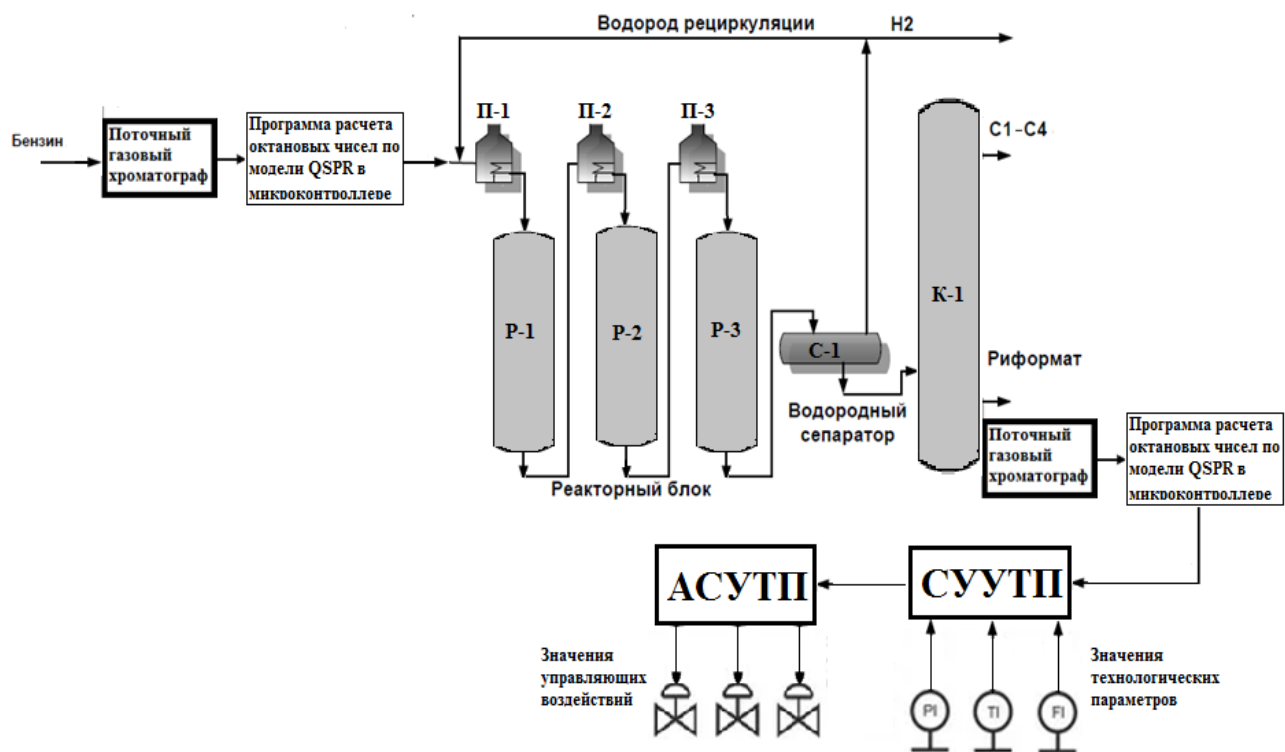 Водород рециркуляции
H2
П-1
П-2
П-3
Бензин
Поточный
газовый
хроматограф
Программа расчета
октановых чисел по
модели QSPR в
микроконтроллере
C1-C4
P-1
P-2
P-3
C-1
К-1
Водородный
сепаратор
Риформат
Реакторный блок
Поточный
газовый
хроматограф
Программа расчета
октановых чисел по
модели QSPR в
микроконтроллере
АСУТП
СУУТП
Значения
управляющих
воздействий
PI
TI
FI
Значения
технологических
параметров